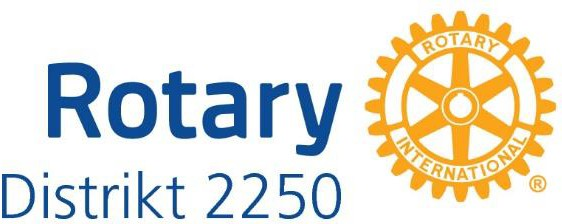 Rotary
Distrikt 2250
ROTARY
INTERNATIONAL
®